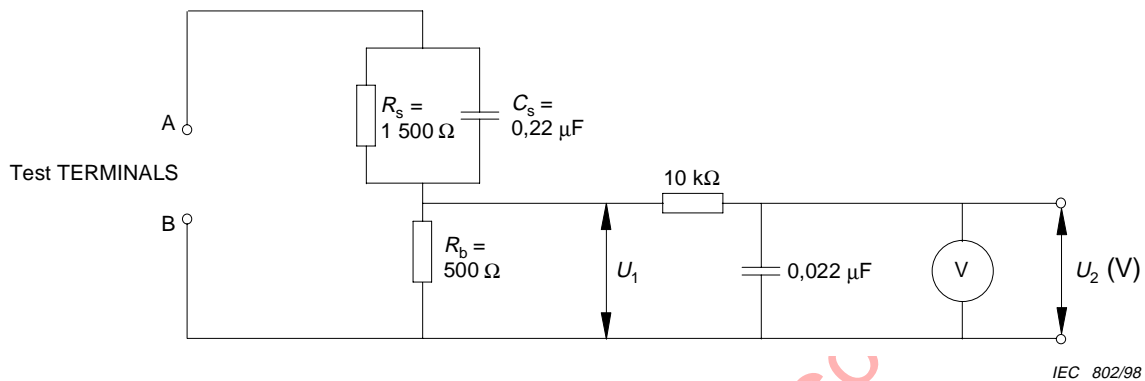 A
Test TERMINALS
B
R_s =
1 500 Ω
C_s =
0,22 µF
R_b =
500 Ω
U_1
10 kΩ
0,022 µF
V
U_2 (V)
IEC 802/98